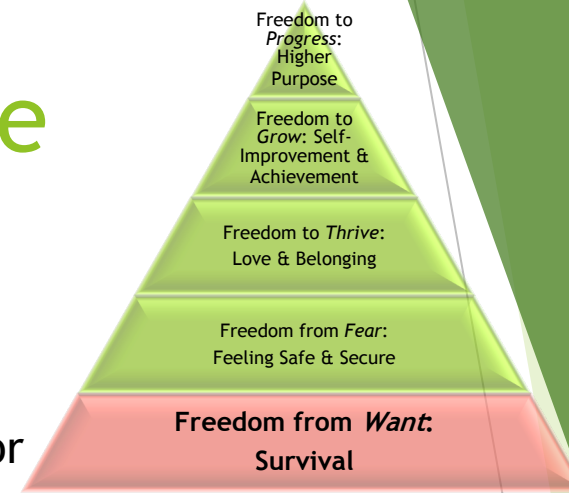 Freedom to
Progress:
Higher
Purpose
e
Freedom to
Grow: Self-
Improvement &
Achievement
Freedom to Thrive:
Love & Belonging
Freedom from Fear:
Feeling Safe & Secure
Freedom from Want:
Survival
or